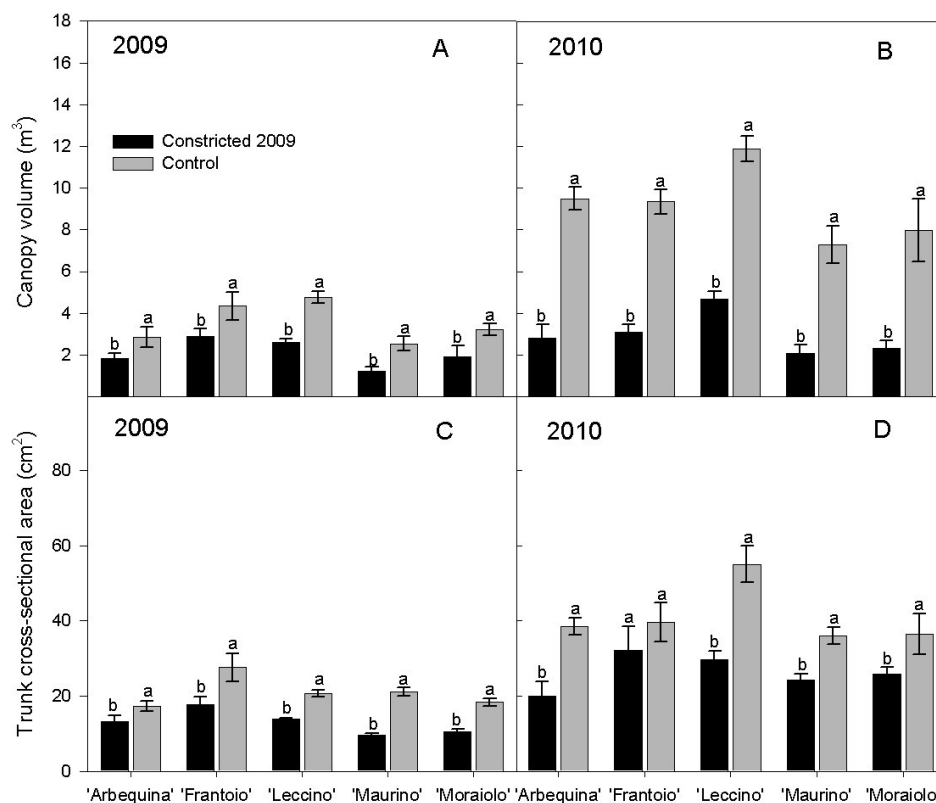 18
16
14
12
10
8
6
4
2
Canopy volume (m³)
2009
A
Constricted 2009
Control
b a b a b a b a b a
2010
B
b a b a b a b a b a
80
60
40
20
0
Trunk cross-sectional area (cm²)
2009
C
b a b a b a b a b a
2010
D
b a a a b a b a b a
'Arbequina' 'Frantoio' 'Leccino' 'Maurino' 'Moraiolo' 'Arbequina' 'Frantoio' 'Leccino' 'Maurino' 'Moraiolo'